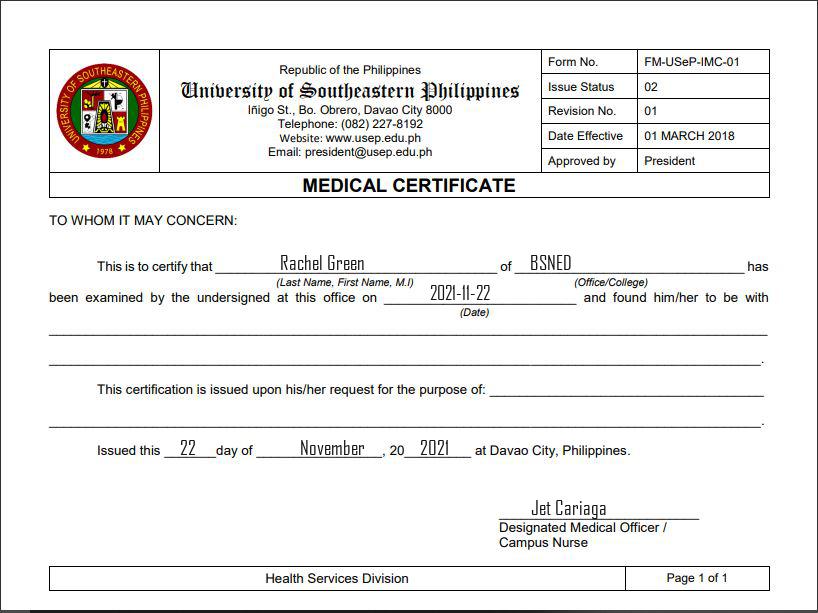 UNIVERSITY OF SOUTHEASTERN PHILIPPINES
1978
Republic of the Philippines
University of Southeastern Philippines
Iñigo St., Bo. Obrero, Davao City 8000
Telephone: (082) 227-8192
Website: www.usep.edu.ph
Email: president@usep.edu.ph
Form No. FM-USeP-IMC-01
Issue Status 02
Revision No. 01
Date Effective 01 MARCH 2018
Approved by President
MEDICAL CERTIFICATE
TO WHOM IT MAY CONCERN:
This is to certify that Rachel Green of BSNED has
(Last Name, First Name, M.I) (Office/College)
been examined by the undersigned at this office on 2021-11-22 and found him/her to be with
(Date)
.
This certification is issued upon his/her request for the purpose of:
.
Issued this 22 day of November, 20 2021 at Davao City, Philippines.
Jet Cariaga
Designated Medical Officer /
Campus Nurse
Health Services Division Page 1 of 1